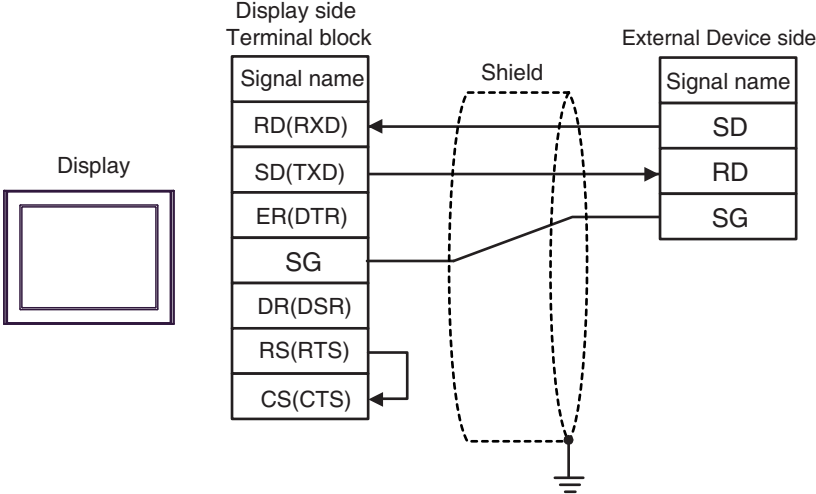 Display side
Terminal block
External Device side
Signal name
Shield
Signal name
RD(RXD)
SD
Display
SD(TXD)
RD
ER(DTR)
SG
SG
DR(DSR)
RS(RTS)
CS(CTS)